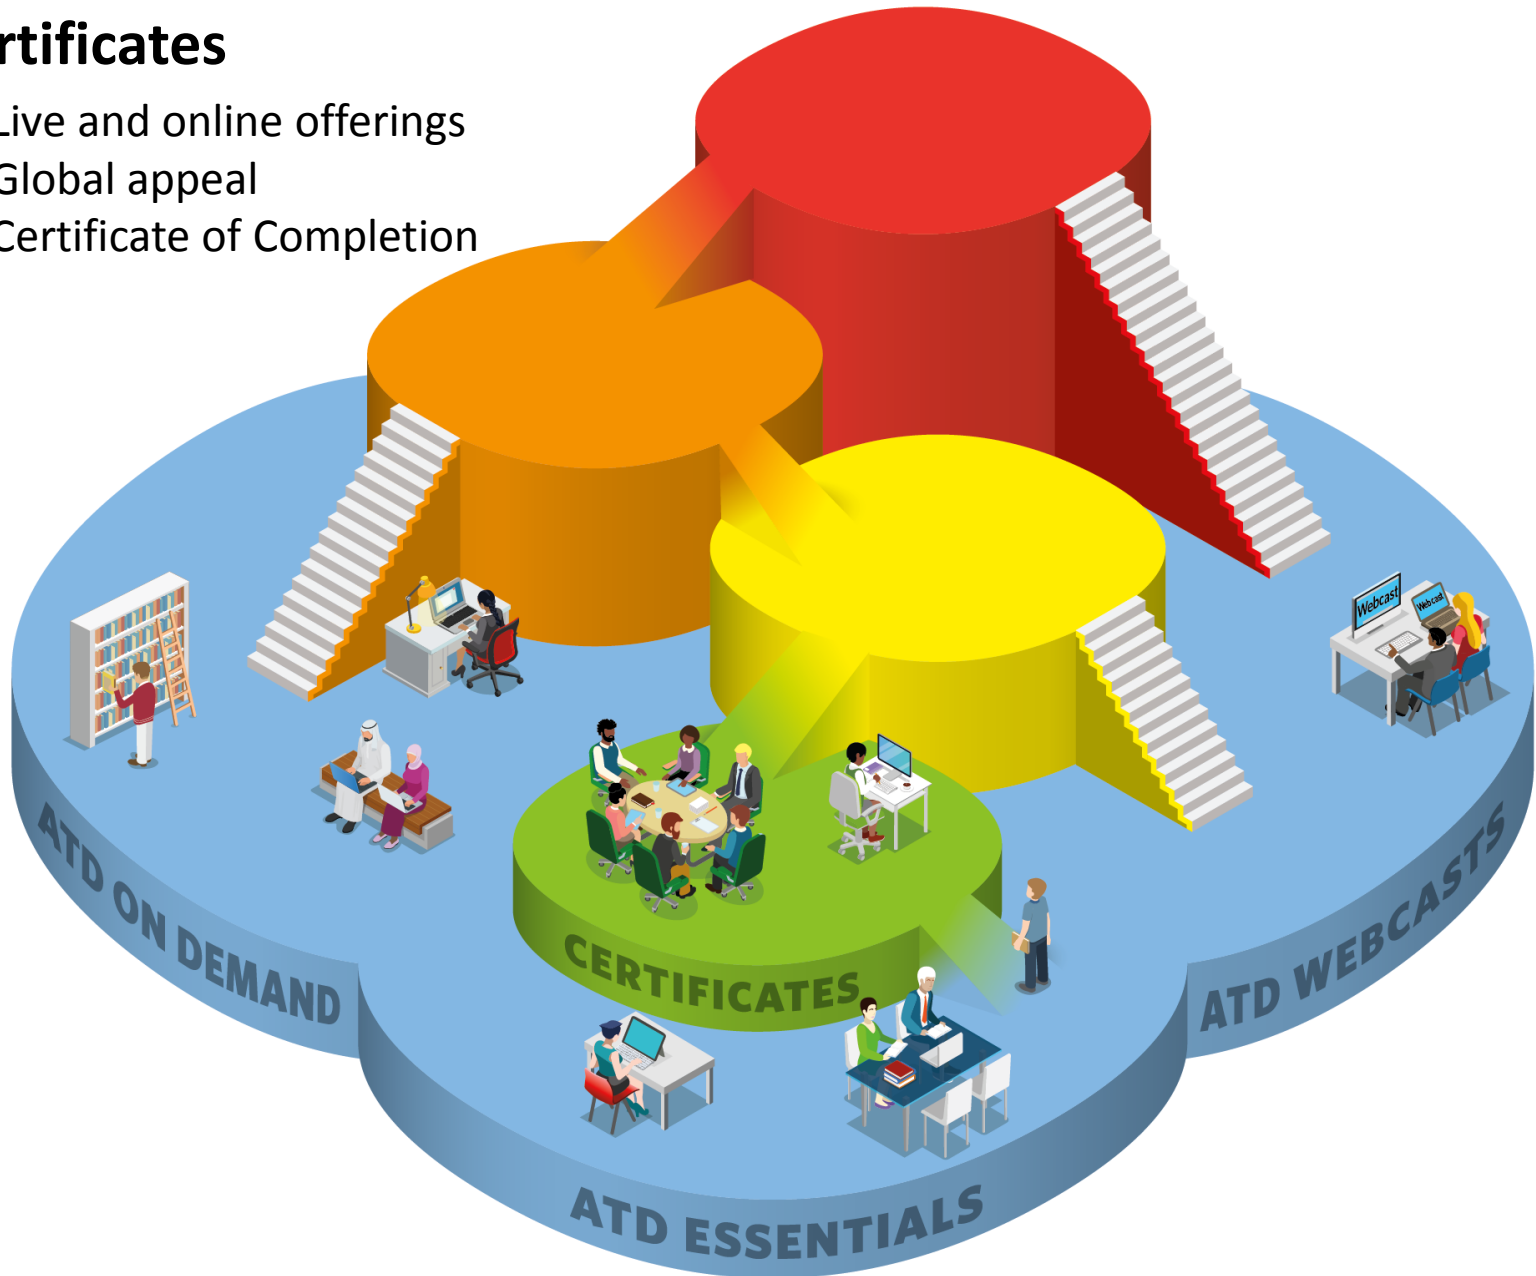 rtificates
Live and online offerings
Global appeal
Certificate of Completion
Webcast
Webcast
ATD ON DEMAND
CERTIFICATES
ATD WEBCASTS
ATD ESSENTIALS